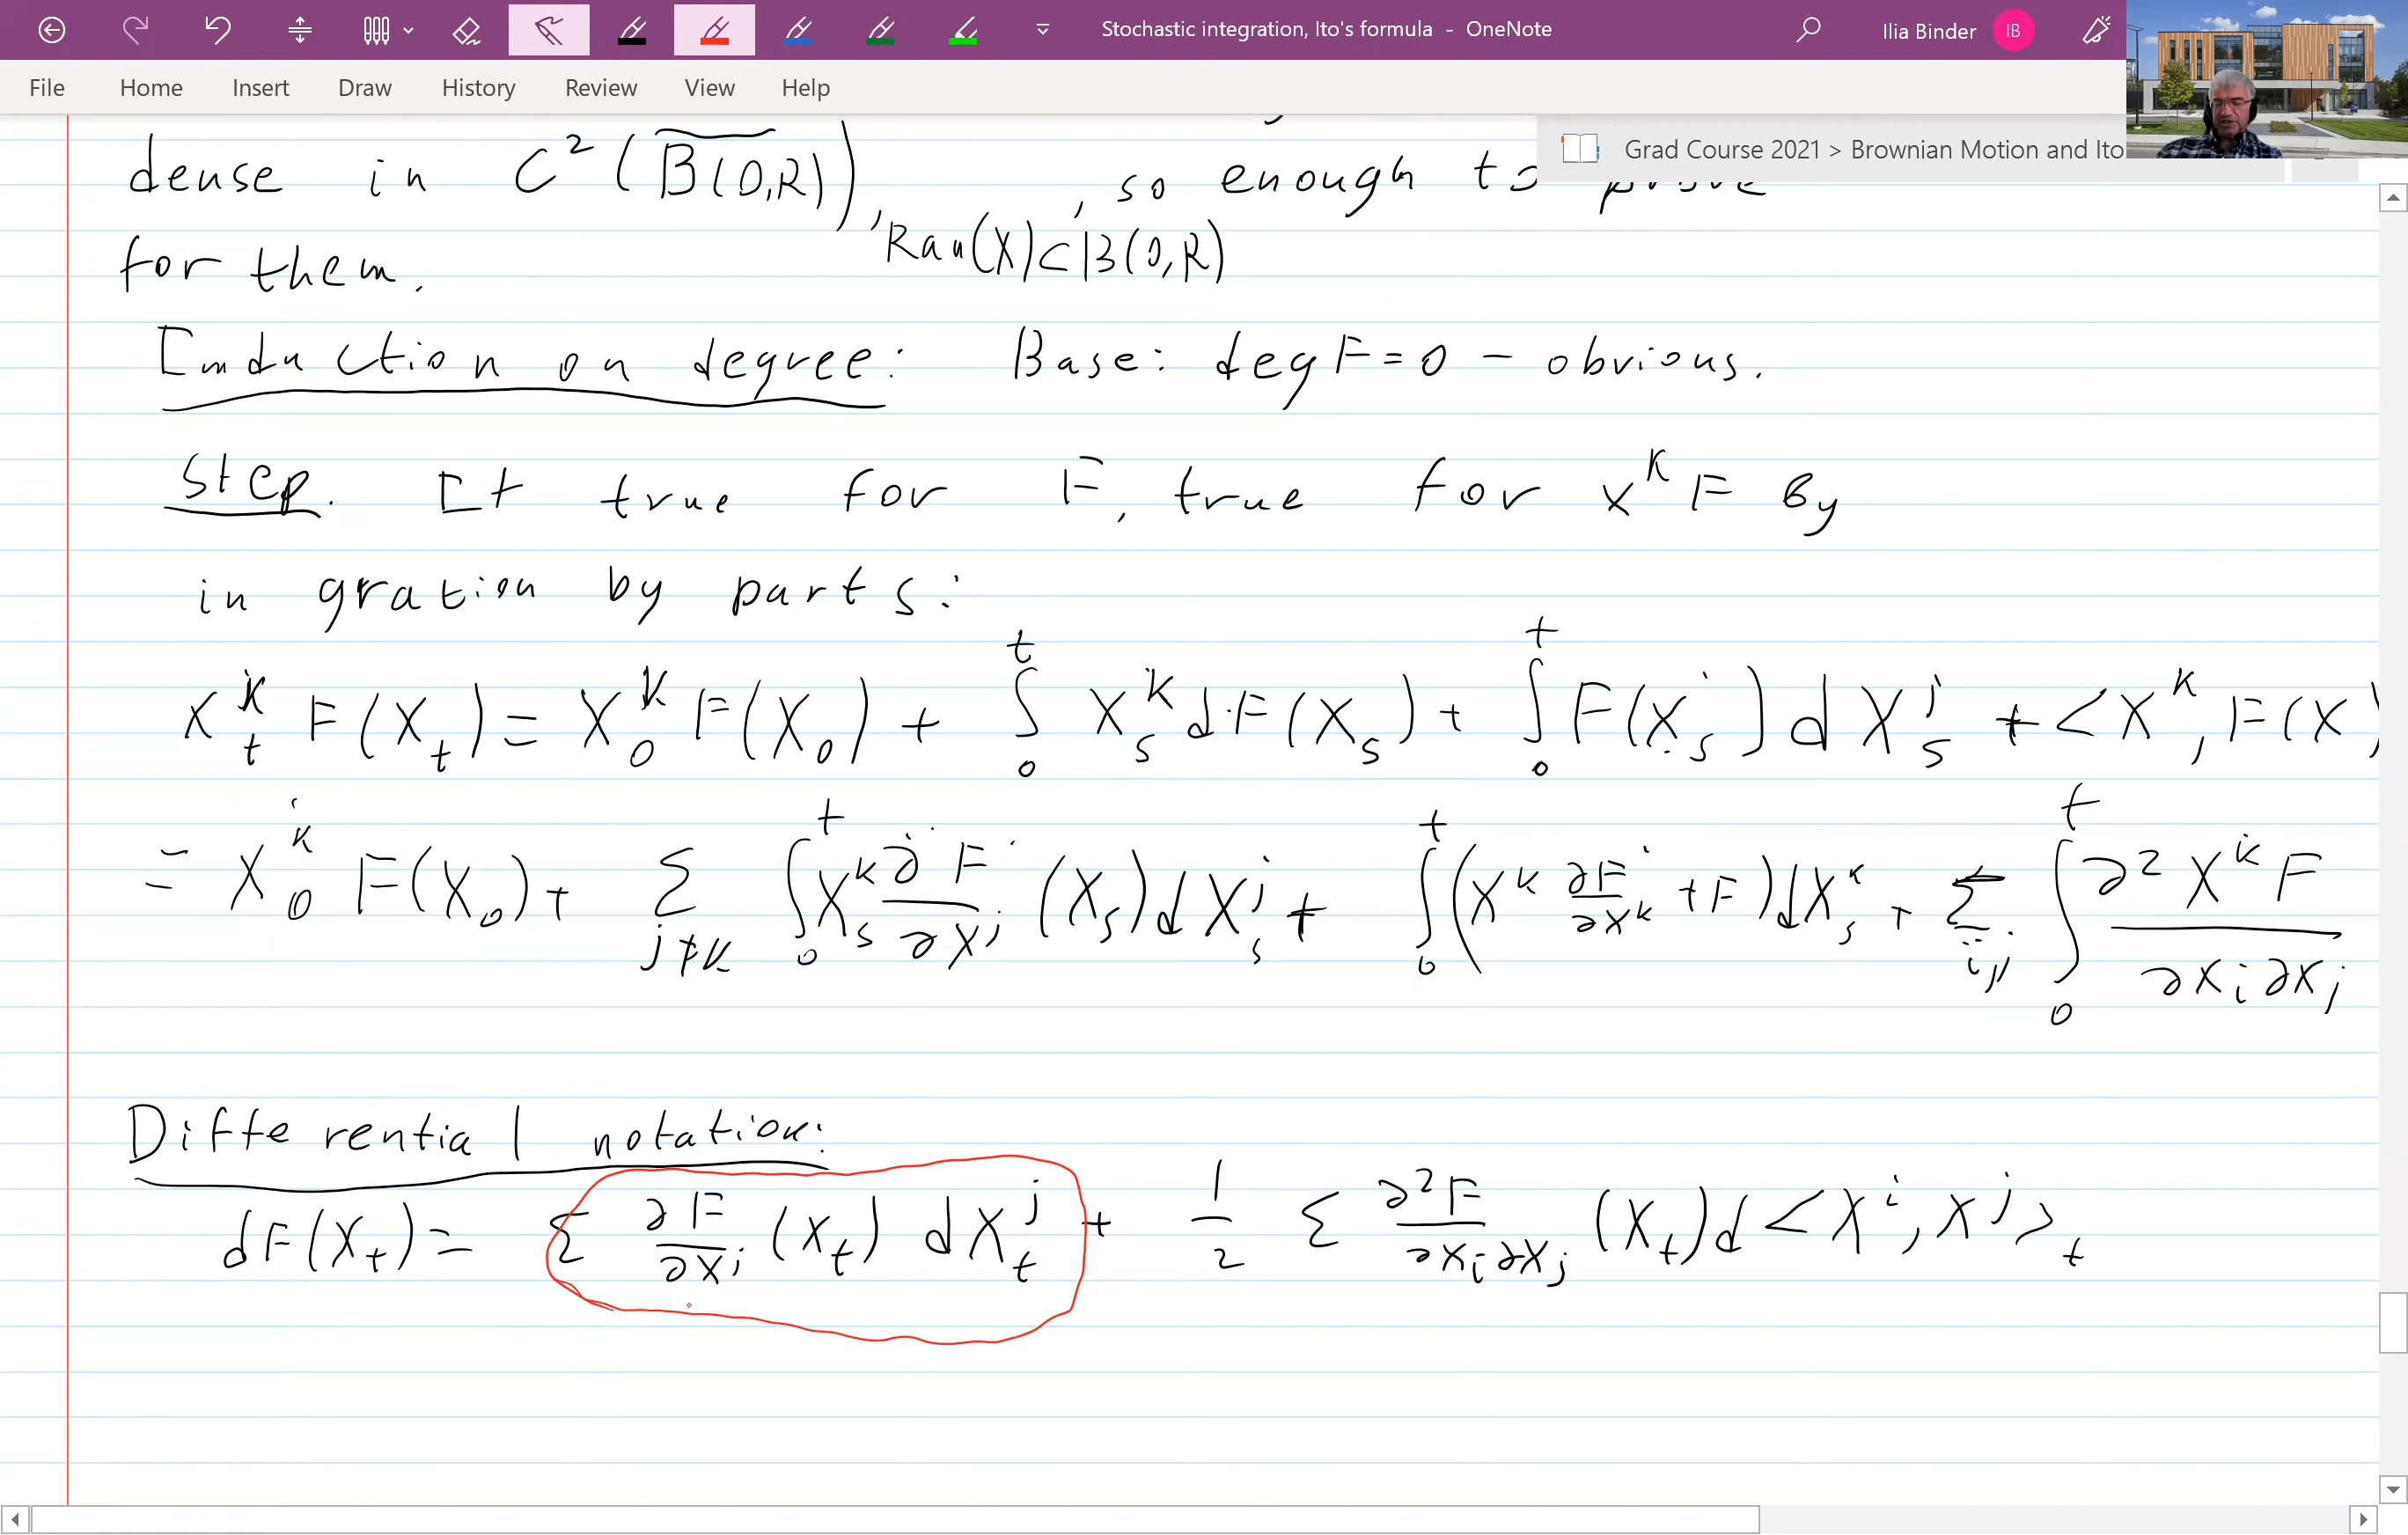 Stochastic integration, Ito's formula - OneNote
Ilia Binder IB
File Home Insert Draw History Review View Help
Grad Course 2021 > Brownian Motion and Ito
dense in C² (B(0,R)), so enough to prove
for them. , Ran(X)⊂B(0,R)
Induction on degree: Base: deg F=0 – obvious.
Step. If true for F, true for x^k F By
in gration by parts:
X_t^k F(X_t) = X_0^k F(X_0) + ∫_0^t X_s^k dF(X_s) + ∫_0^t F(X_s) dX_s^j + <X^k, F(X)
= X_0^k F(X_0) + Σ_{j≠k} ∫_0^t X_s^k ∂F/∂x^j (X_s) dX_s^j + ∫_0^t (X^k ∂F/∂x^k + F) dX_s^k + Σ_{i,j} ∫_0^t ∂² X^k F/∂x_i ∂x_j
Differential notation:
dF(X_t) = Σ ∂F/∂x_j (X_t) dX_t^j + 1/2 Σ ∂²F/∂x_i ∂x_j (X_t) d<X^i, X^j>_t